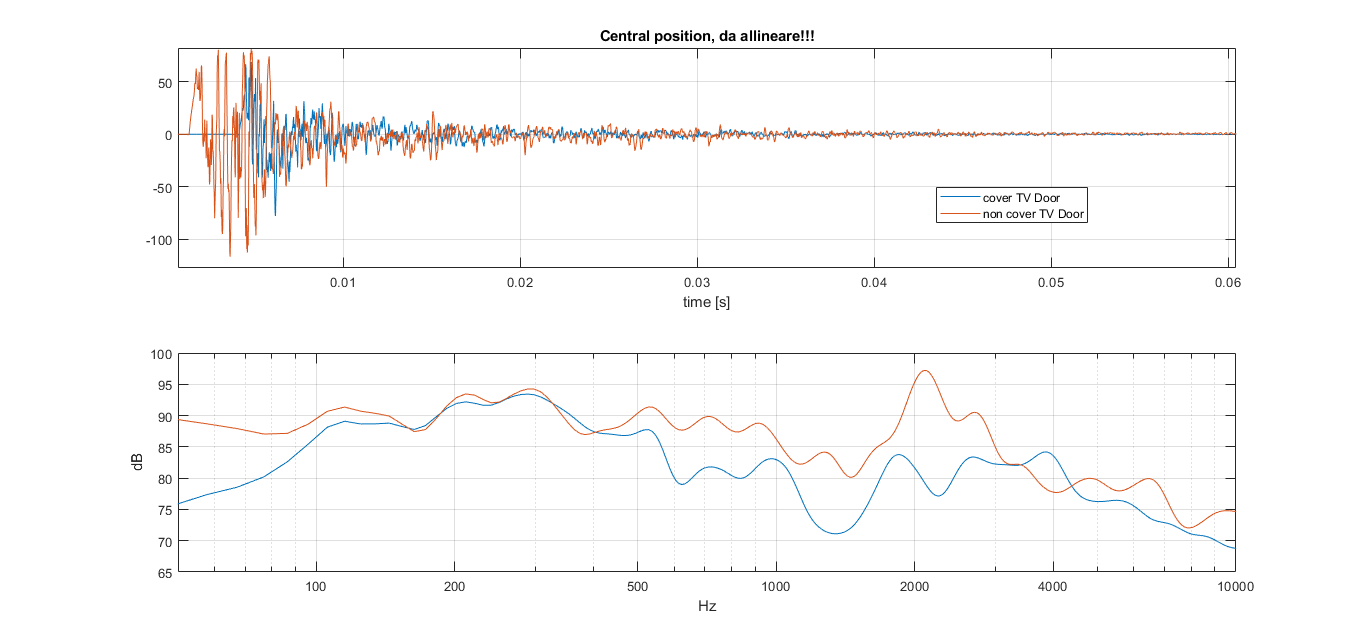 Central position, da allineare!!!
50
0
-50
-100
cover TV Door
non cover TV Door
0.01 0.02 0.03 0.04 0.05 0.06
time [s]
100
95
90
85
80
75
70
65
dB
100 200 500 1000 2000 4000 10000
Hz